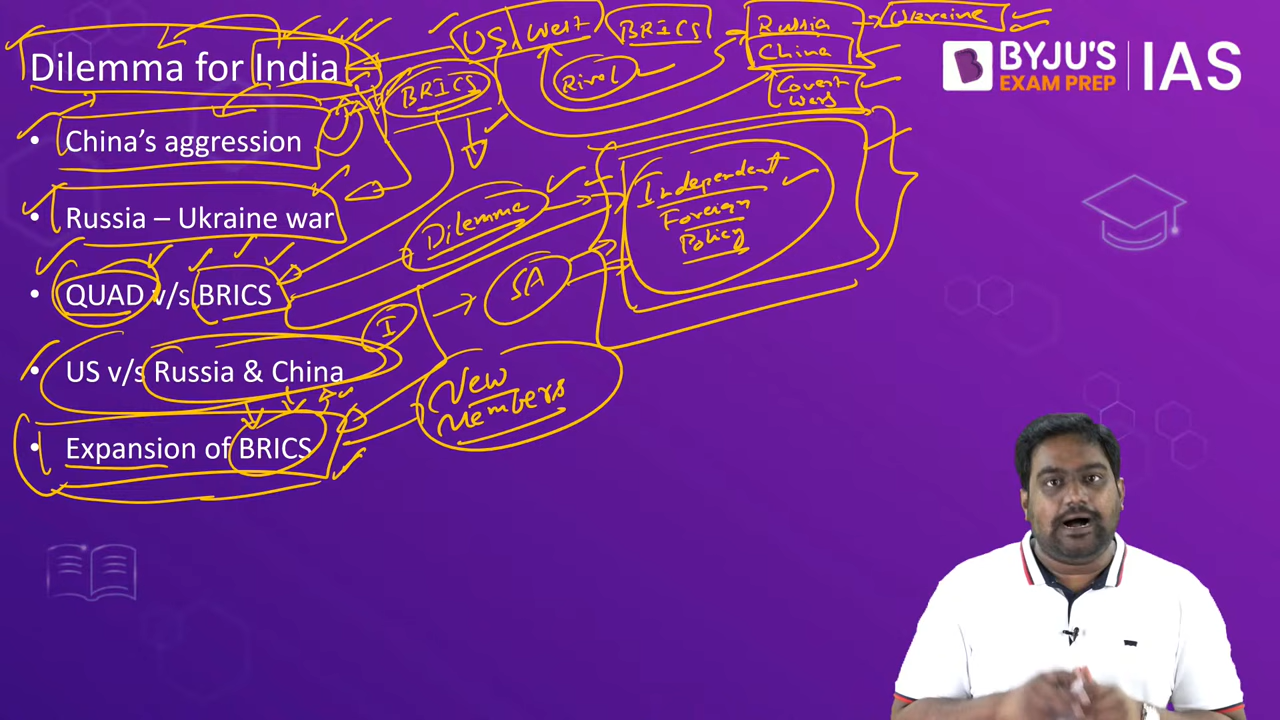 US West BRICS Russia → Ukraine
China
Rival
Covert
Wars
BYJU'S
EXAM PREP
IAS
Dilemma for India
BRICS
• China's aggression
• Russia – Ukraine war
Dilemma
Independent
Foreign
Policy
• QUAD v/s BRICS
SA
I
• US v/s Russia & China
New
Members
• Expansion of BRICS